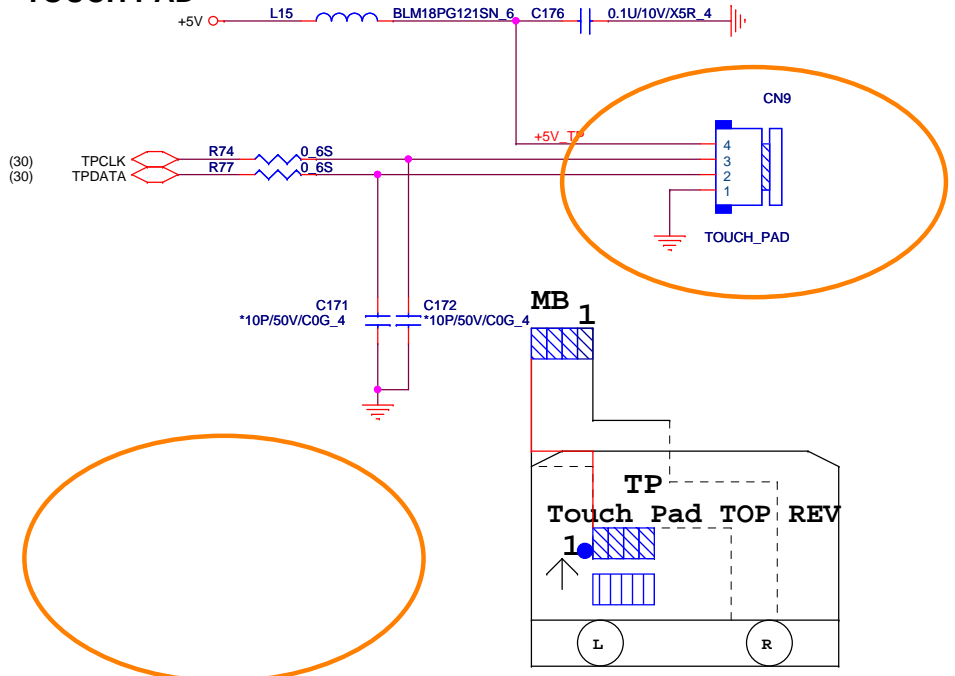 TOUCH PAD
+5V L15 BLM18PG121SN_6 C176 0.1U/10V/X5R_4
CN9
+5V_TP
4
3
2
1
(30) TPCLK R74 0_6S
(30) TPDATA R77 0_6S
TOUCH_PAD
C171 C172
*10P/50V/C0G_4 *10P/50V/C0G_4
MB 1
TP
Touch Pad TOP REV
1
L R